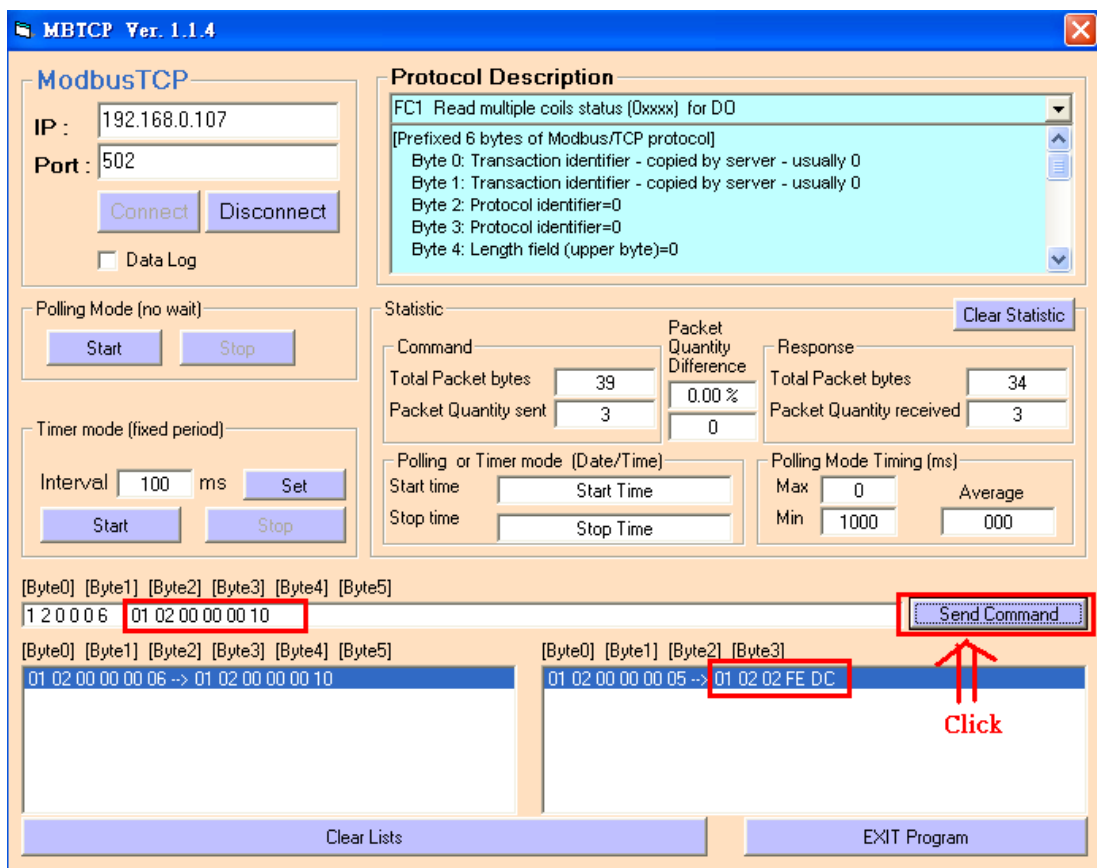 MBTCP Ver. 1.1.4
ModbusTCP
IP : 192.168.0.107
Port : 502
Connect Disconnect
Data Log
Protocol Description
FC1 Read multiple coils status (0xxxx) for DO
[Prefixed 6 bytes of Modbus/TCP protocol]
Byte 0: Transaction identifier - copied by server - usually 0
Byte 1: Transaction identifier - copied by server - usually 0
Byte 2: Protocol identifier=0
Byte 3: Protocol identifier=0
Byte 4: Length field (upper byte)=0
Polling Mode (no wait)
Start Stop
Timer mode (fixed period)
Interval 100 ms Set
Start Stop
Statistic
Clear Statistic
Command
Total Packet bytes 39
Packet Quantity sent 3
Packet
Quantity
Difference
0.00 %
0
Response
Total Packet bytes 34
Packet Quantity received 3
Polling or Timer mode (Date/Time)
Start time Start Time
Stop time Stop Time
Polling Mode Timing (ms)
Max 0
Min 1000
Average
000
[Byte0] [Byte1] [Byte2] [Byte3] [Byte4] [Byte5]
1 2 0 0 0 6 01 02 00 00 00 10
Send Command
[Byte0] [Byte1] [Byte2] [Byte3] [Byte4] [Byte5]
01 02 00 00 00 06 --> 01 02 00 00 00 10
[Byte0] [Byte1] [Byte2] [Byte3]
01 02 00 00 00 05 --> 01 02 02 FE DC
Click
Clear Lists
EXIT Program